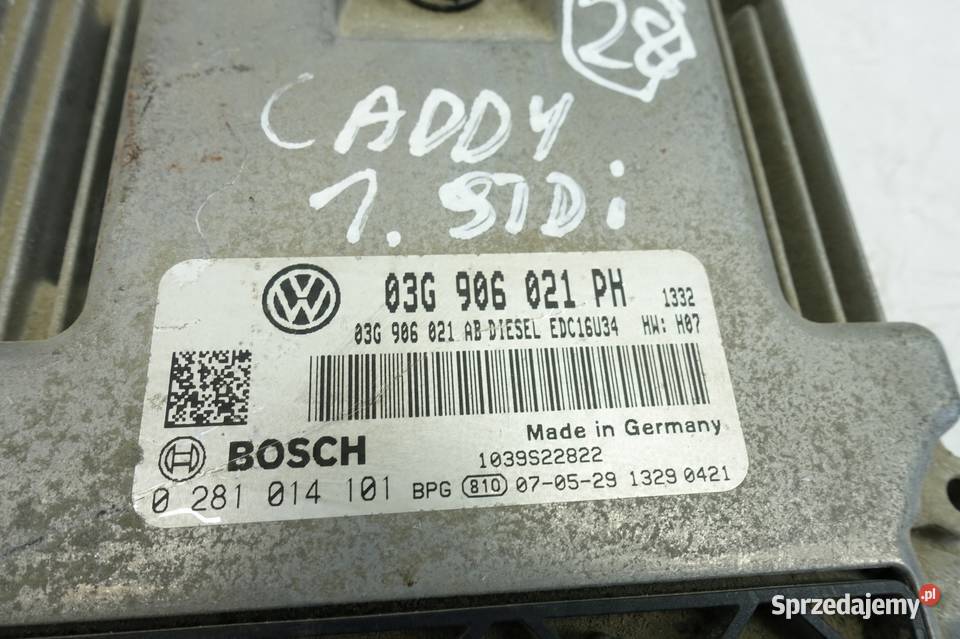 28
CADDY
1.9TDi
03G 906 021 PH 1332
03G 906 021 AB DIESEL EDC16U34 HW: H07
Made in Germany
BOSCH
1039S22822
0 281 014 101 BPG 810 07-05-29 1329 0421
Sprzedajemy.pl